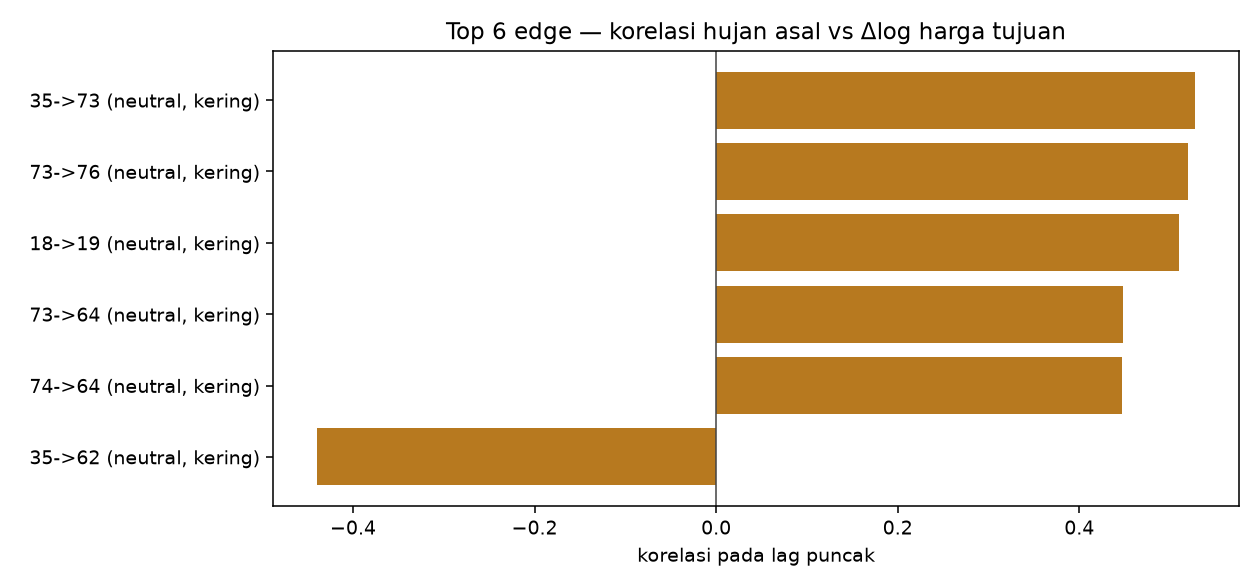 Top 6 edge — korelasi hujan asal vs Δlog harga tujuan
35->73 (neutral, kering)
73->76 (neutral, kering)
18->19 (neutral, kering)
73->64 (neutral, kering)
74->64 (neutral, kering)
35->62 (neutral, kering)
−0.4 −0.2 0.0 0.2 0.4
korelasi pada lag puncak